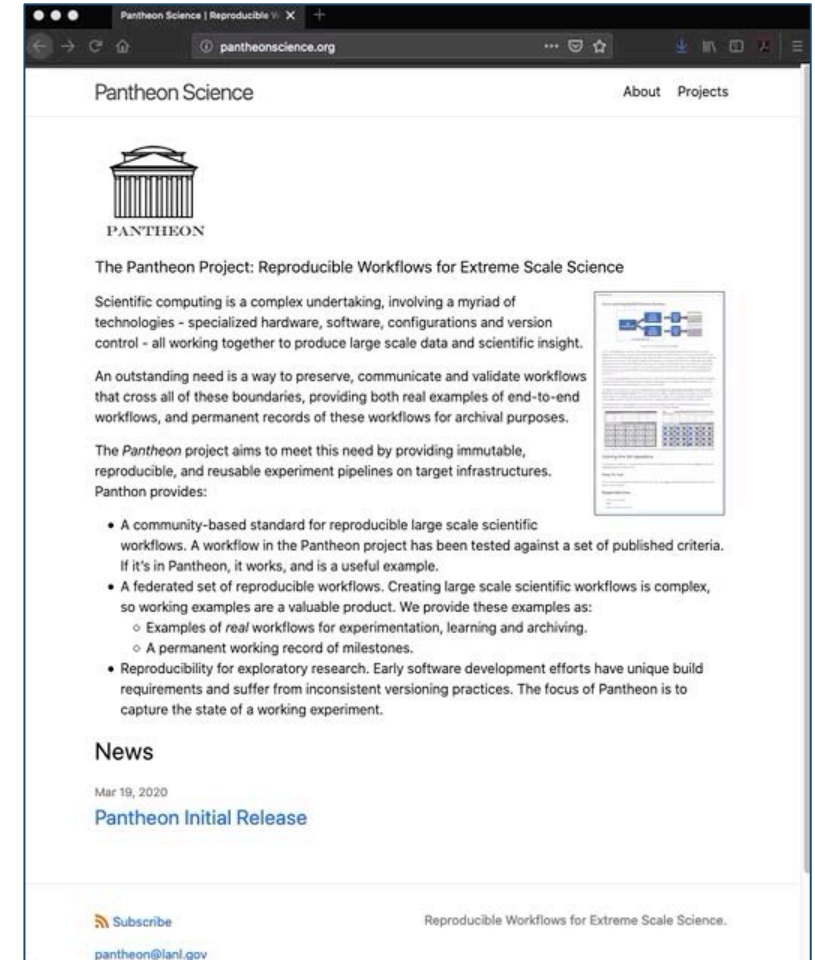 Pantheon Science | Reproducible W
pantheonscience.org
Pantheon Science
About Projects
PANTHEON
The Pantheon Project: Reproducible Workflows for Extreme Scale Science
Scientific computing is a complex undertaking, involving a myriad of
technologies - specialized hardware, software, configurations and version
control - all working together to produce large scale data and scientific insight.
An outstanding need is a way to preserve, communicate and validate workflows
that cross all of these boundaries, providing both real examples of end-to-end
workflows, and permanent records of these workflows for archival purposes.
The Pantheon project aims to meet this need by providing immutable,
reproducible, and reusable experiment pipelines on target infrastructures.
Panthon provides:
• A community-based standard for reproducible large scale scientific
workflows. A workflow in the Pantheon project has been tested against a set of published criteria.
If it's in Pantheon, it works, and is a useful example.
• A federated set of reproducible workflows. Creating large scale scientific workflows is complex,
so working examples are a valuable product. We provide these examples as:
◦ Examples of real workflows for experimentation, learning and archiving.
◦ A permanent working record of milestones.
• Reproducibility for exploratory research. Early software development efforts have unique build
requirements and suffer from inconsistent versioning practices. The focus of Pantheon is to
capture the state of a working experiment.
News
Mar 19, 2020
Pantheon Initial Release
Subscribe
Reproducible Workflows for Extreme Scale Science.
pantheon@lanl.gov